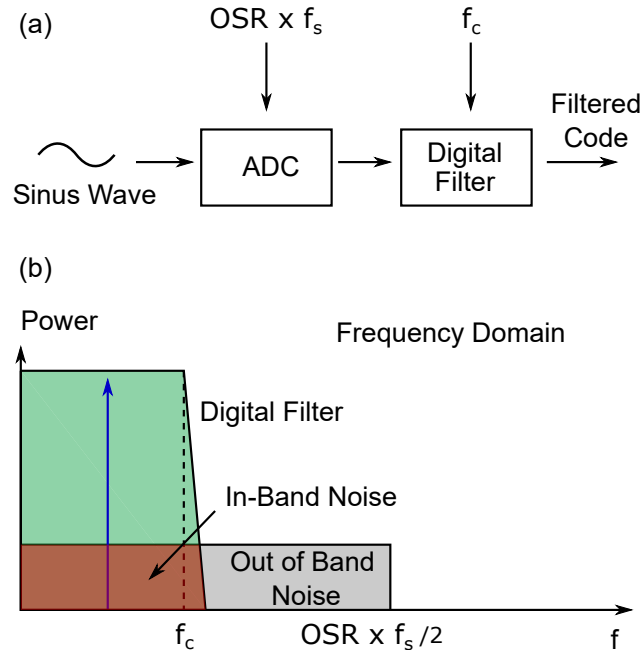 (a)
OSR x fs
fc
Sinus Wave
ADC
Digital
Filter
Filtered
Code
(b)
Power
Frequency Domain
Digital Filter
In-Band Noise
Out of Band
Noise
fc
OSR x fs/2
f